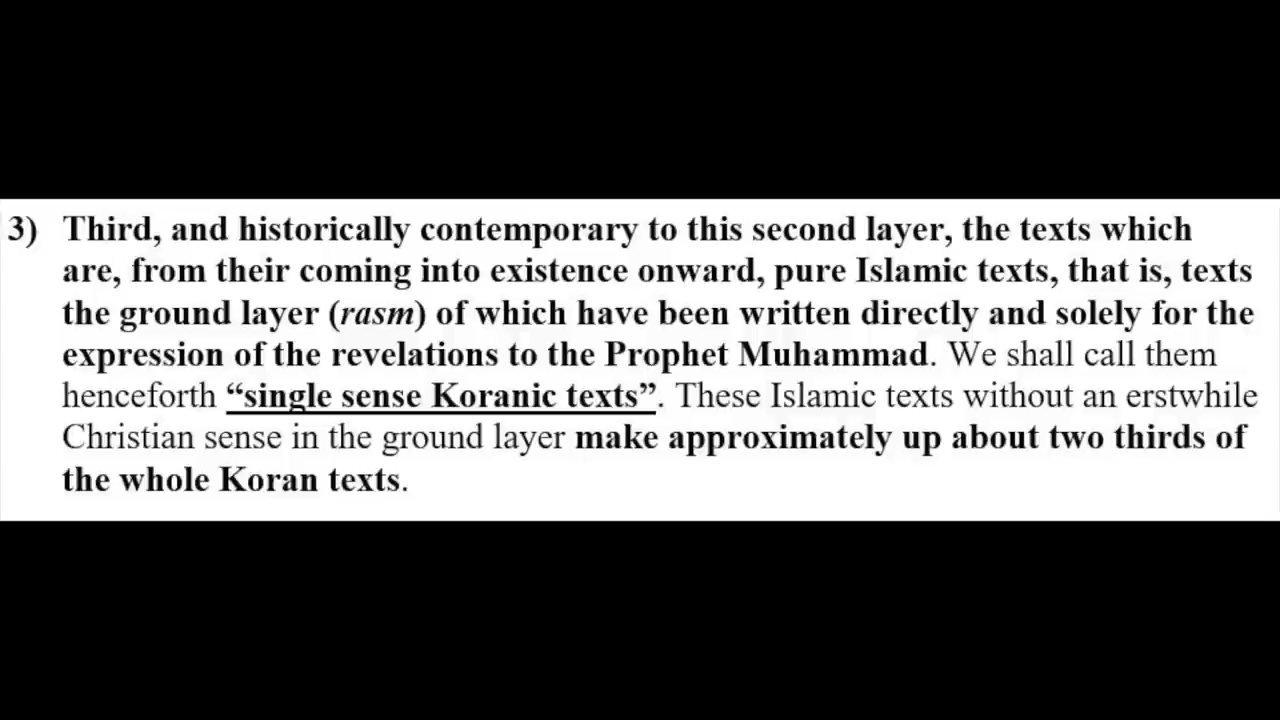 3) Third, and historically contemporary to this second layer, the texts which
are, from their coming into existence onward, pure Islamic texts, that is, texts
the ground layer (rasm) of which have been written directly and solely for the
expression of the revelations to the Prophet Muhammad. We shall call them
henceforth “single sense Koranic texts”. These Islamic texts without an erstwhile
Christian sense in the ground layer make approximately up about two thirds of
the whole Koran texts.